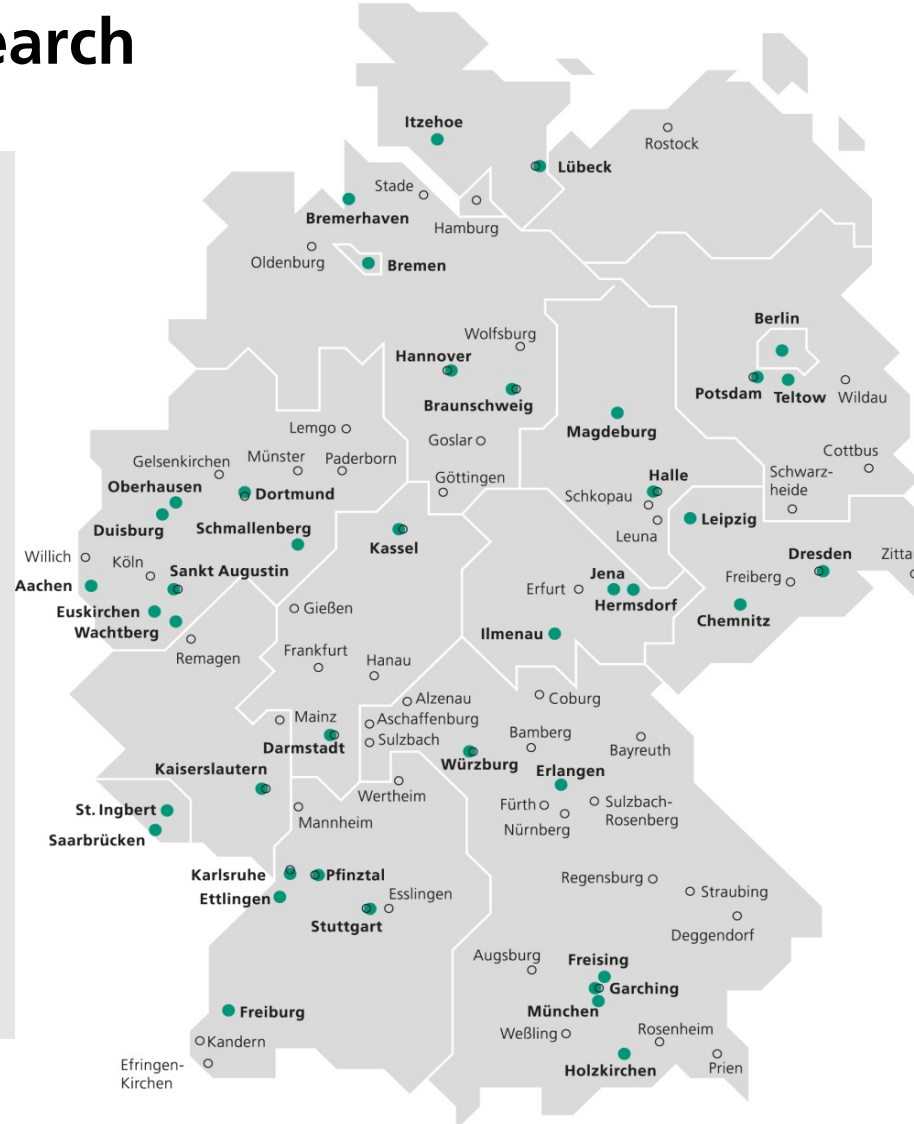 earch
Itzehoe
Rostock
Lübeck
Stade
Bremerhaven
Hamburg
Oldenburg
Bremen
Berlin
Wolfsburg
Hannover
Potsdam
Teltow
Wildau
Braunschweig
Lemgo
Magdeburg
Goslar
Cottbus
Gelsenkirchen
Münster
Paderborn
Göttingen
Schwarz-
heide
Halle
Oberhausen
Dortmund
Schkopau
Leipzig
Duisburg
Schmallenberg
Leuna
Kassel
Willich
Köln
Dresden
Zitta
Sankt Augustin
Jena
Freiberg
Aachen
Erfurt
Hermsdorf
Euskirchen
Gießen
Chemnitz
Wachtberg
Ilmenau
Remagen
Frankfurt
Hanau
Alzenau
Coburg
Mainz
Aschaffenburg
Darmstadt
Sulzbach
Bamberg
Bayreuth
Kaiserslautern
Würzburg
Erlangen
Wertheim
St. Ingbert
Mannheim
Fürth
Sulzbach-
Rosenberg
Nürnberg
Saarbrücken
Karlsruhe
Pfinztal
Regensburg
Straubing
Ettlingen
Esslingen
Stuttgart
Deggendorf
Augsburg
Freising
Garching
Freiburg
München
Kandern
Weßling
Rosenheim
Efringen-
Kirchen
Holzkirchen
Prien